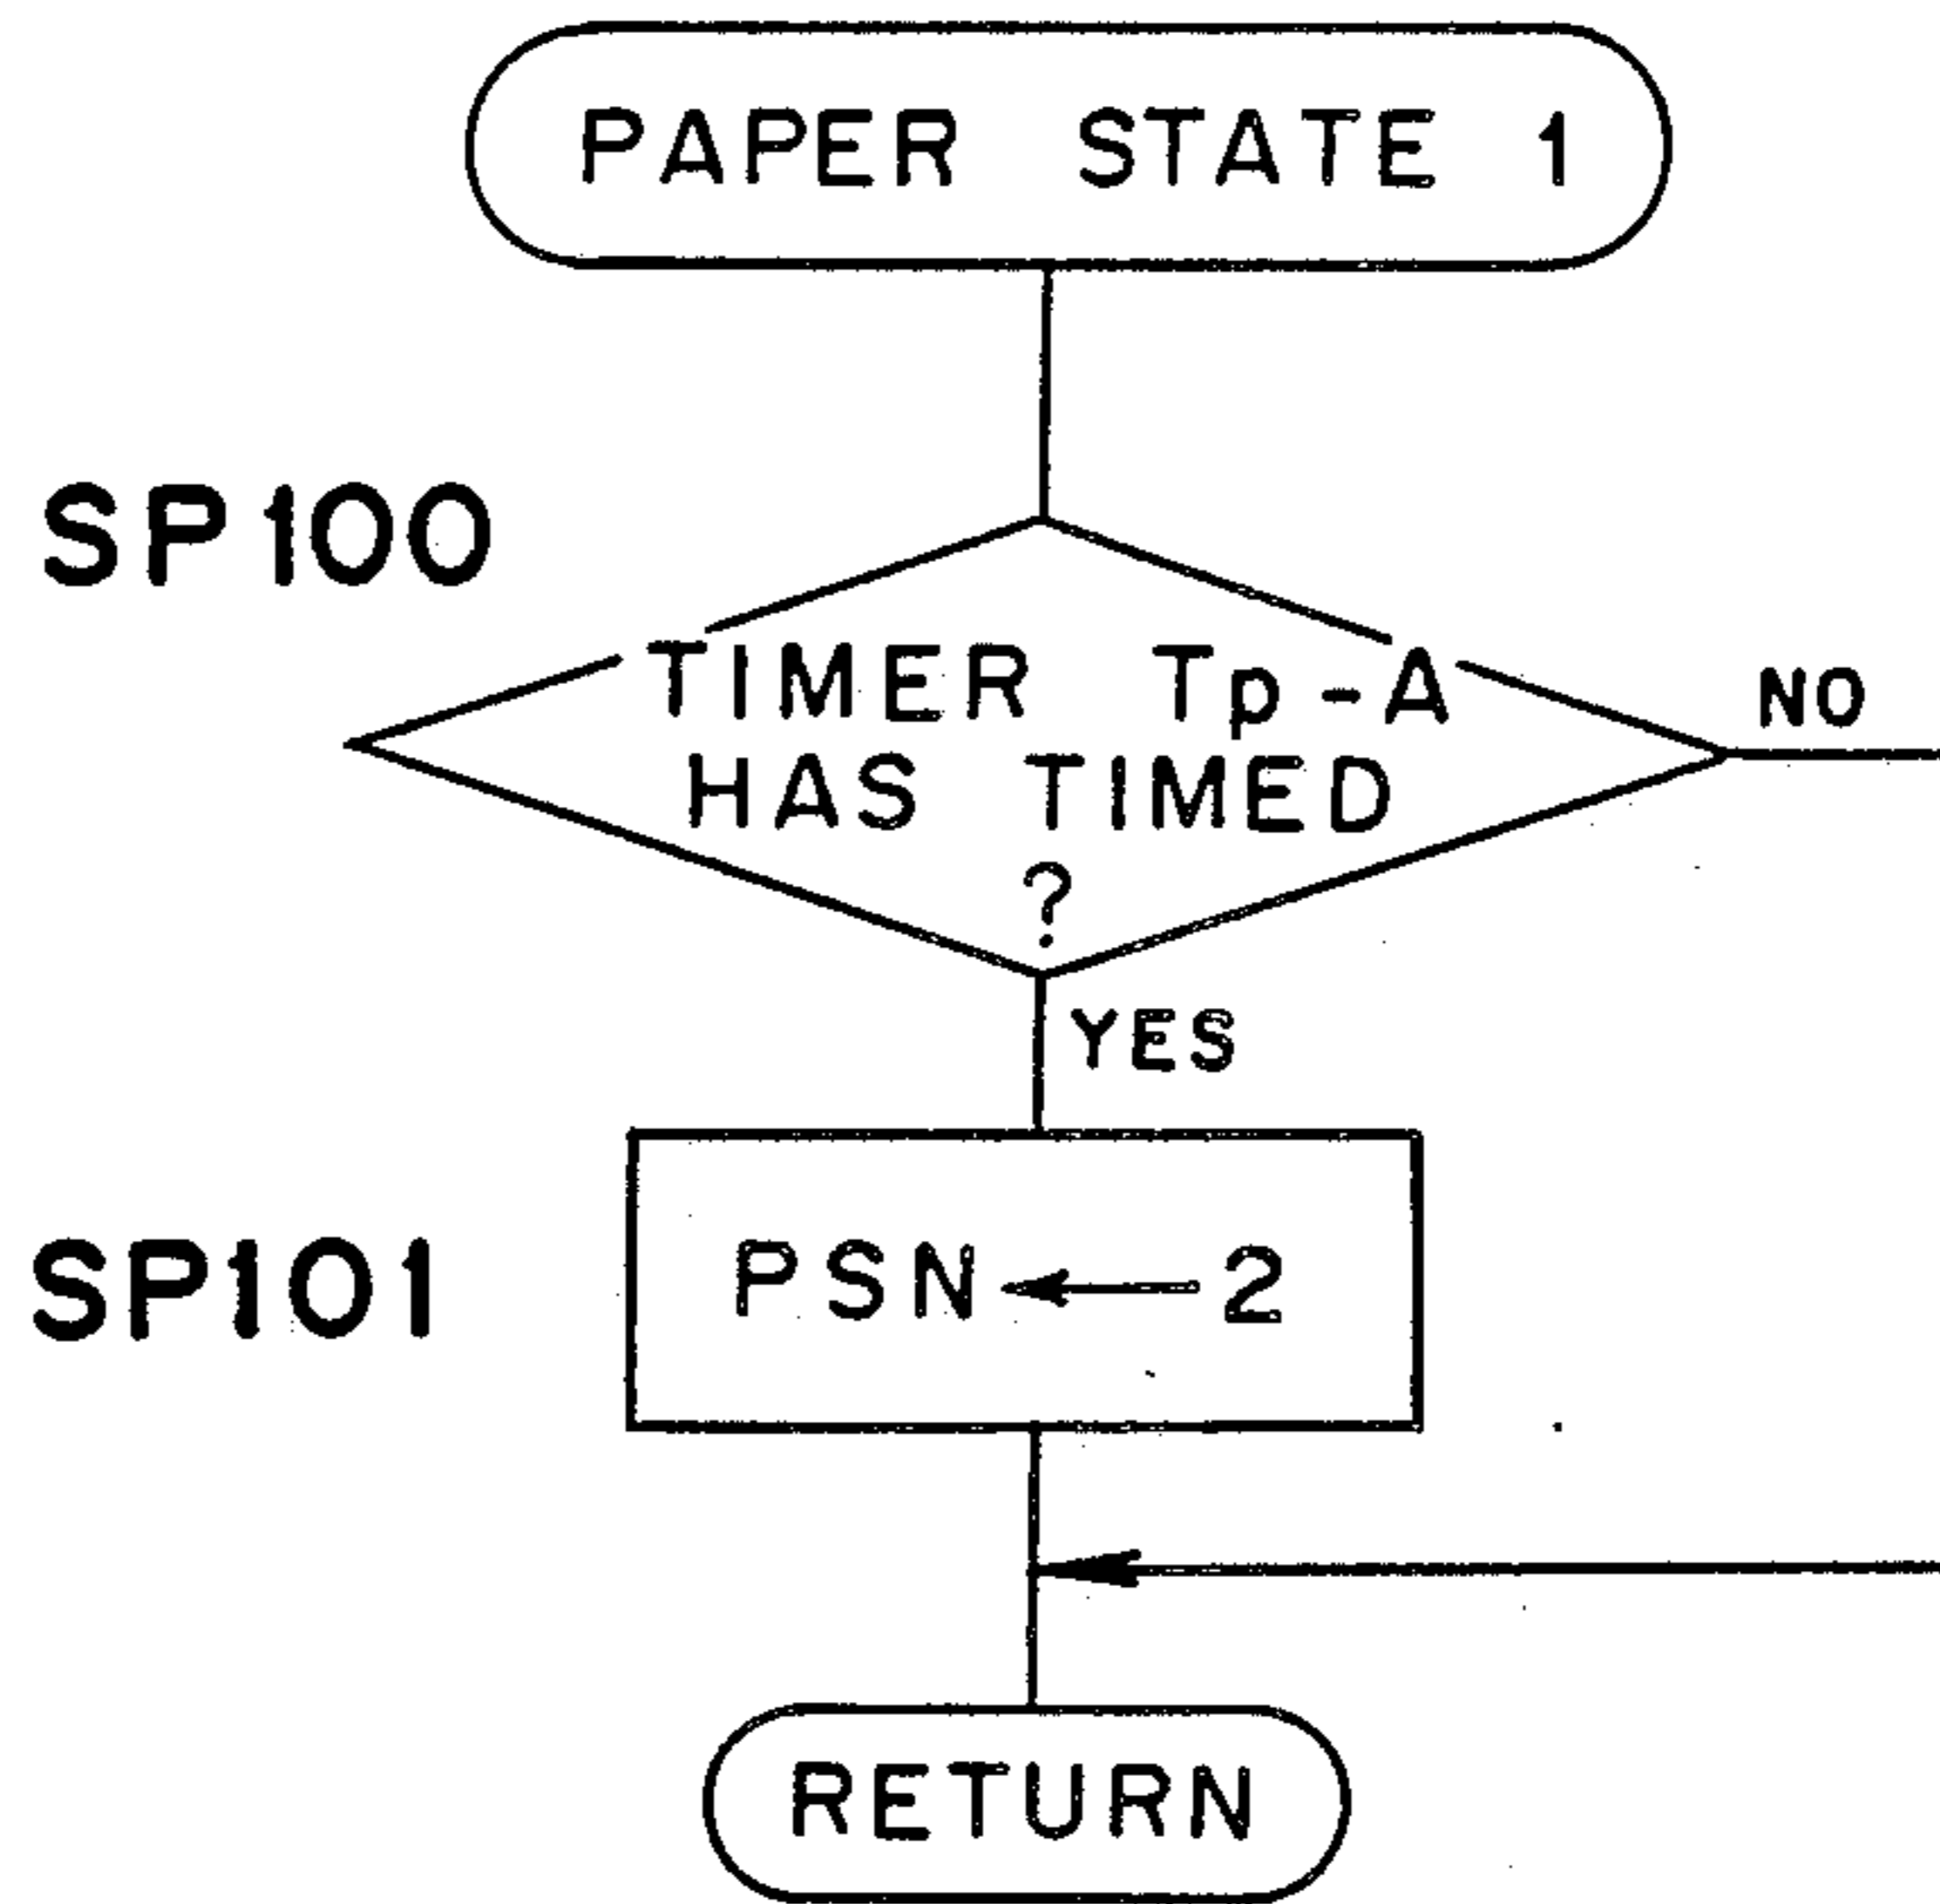 PAPER STATE 1
SP100
TIMER Tp-A
HAS TIMED
?
NO
YES
SP101
PSN ← 2
RETURN